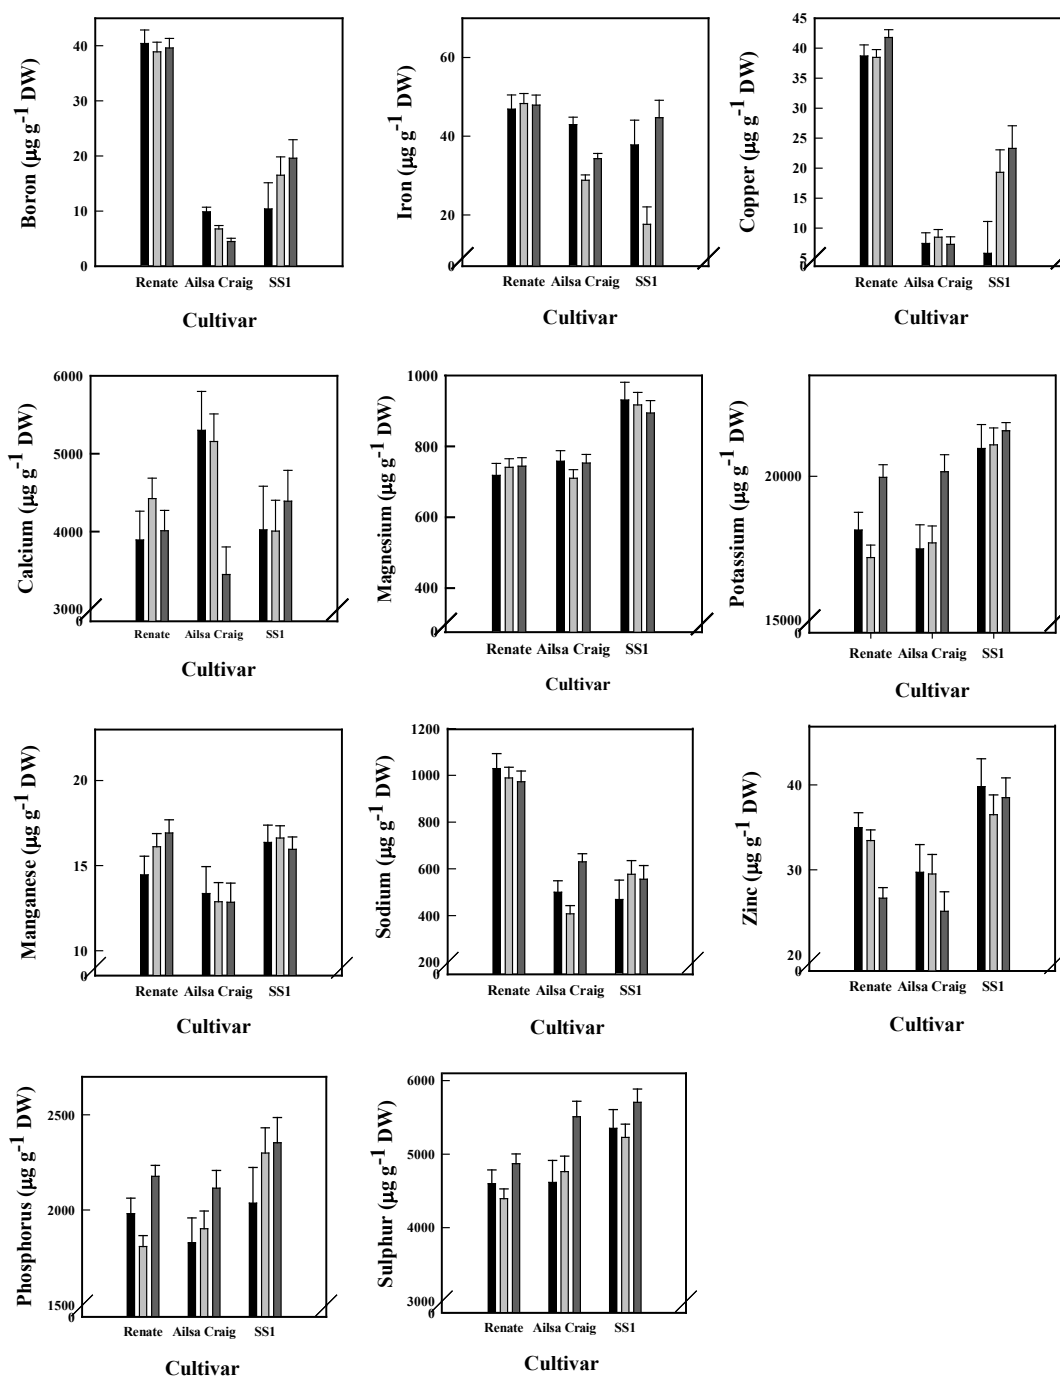 Boron (µg g-1 DW)
40
30
20
10
0
Renate Ailsa Craig SS1
Cultivar
Iron (µg g-1 DW)
60
40
20
0
Renate Ailsa Craig SS1
Cultivar
Copper (µg g-1 DW)
45
40
35
30
25
20
15
10
5
0
Renate Ailsa Craig SS1
Cultivar
Calcium (µg g-1 DW)
6000
5000
4000
3000
0
Renate Ailsa Craig SS1
Cultivar
Magnesium (µg g-1 DW)
1000
800
600
400
0
Renate Ailsa Craig SS1
Cultivar
Potassium (µg g-1 DW)
20000
15000
0
Renate Ailsa Craig SS1
Cultivar
Manganese (µg g-1 DW)
20
15
10
0
Renate Ailsa Craig SS1
Cultivar
Sodium (µg g-1 DW)
1200
1000
800
600
400
200
0
Renate Ailsa Craig SS1
Cultivar
Zinc (µg g-1 DW)
40
30
20
0
Renate Ailsa Craig SS1
Cultivar
Phosphorus (µg g-1 DW)
2500
2000
1500
0
Renate Ailsa Craig SS1
Cultivar
Sulphur (µg g-1 DW)
6000
5000
4000
3000
0
Renate Ailsa Craig SS1
Cultivar